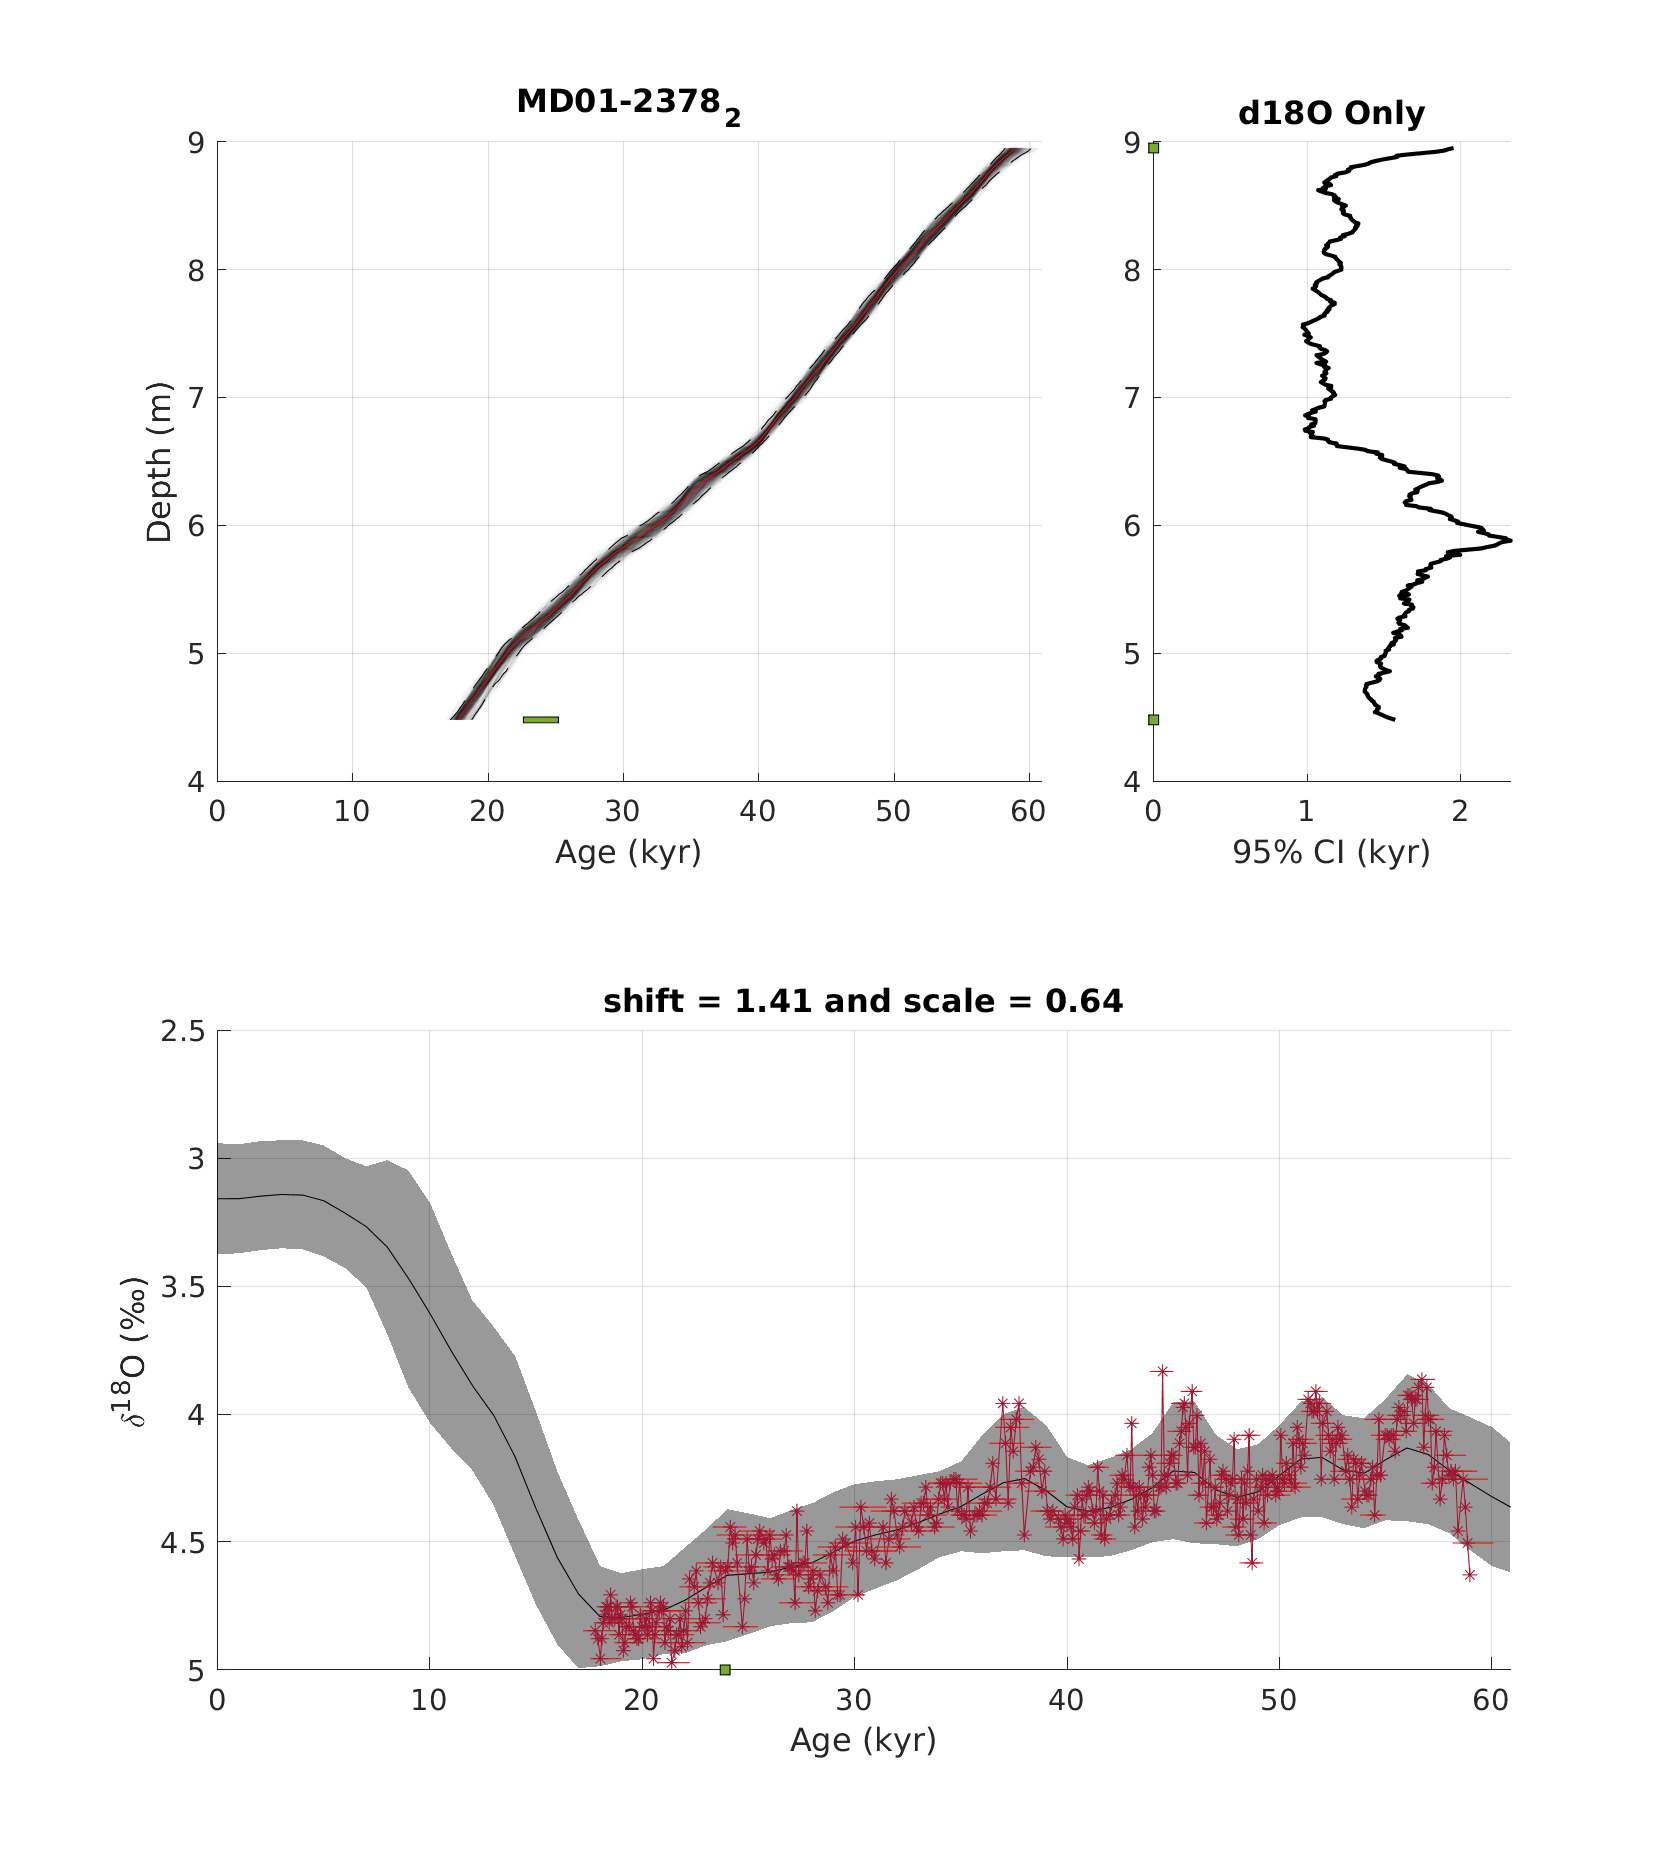 MD01-2378₂
9
8
7
6
5
4
Depth (m)
0 10 20 30 40 50 60
Age (kyr)
d18O Only
9
8
7
6
5
4
0 1 2
95% CI (kyr)
shift = 1.41 and scale = 0.64
2.5
3
3.5
4
4.5
5
δ¹⁸O (‰)
0 10 20 30 40 50 60
Age (kyr)